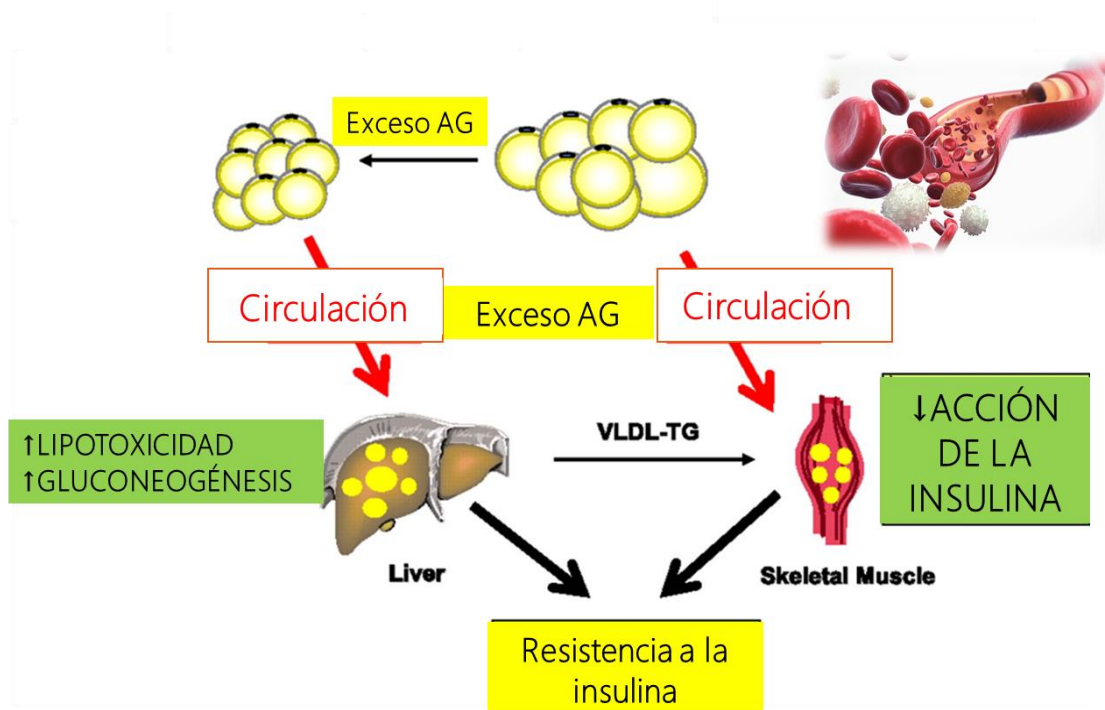 Exceso AG
Circulación
Exceso AG
Circulación
↑LIPOTOXICIDAD
↑GLUCONEOGÉNESIS
VLDL-TG
↓ACCIÓN
DE LA
INSULINA
Liver
Skeletal Muscle
Resistencia a la
insulina